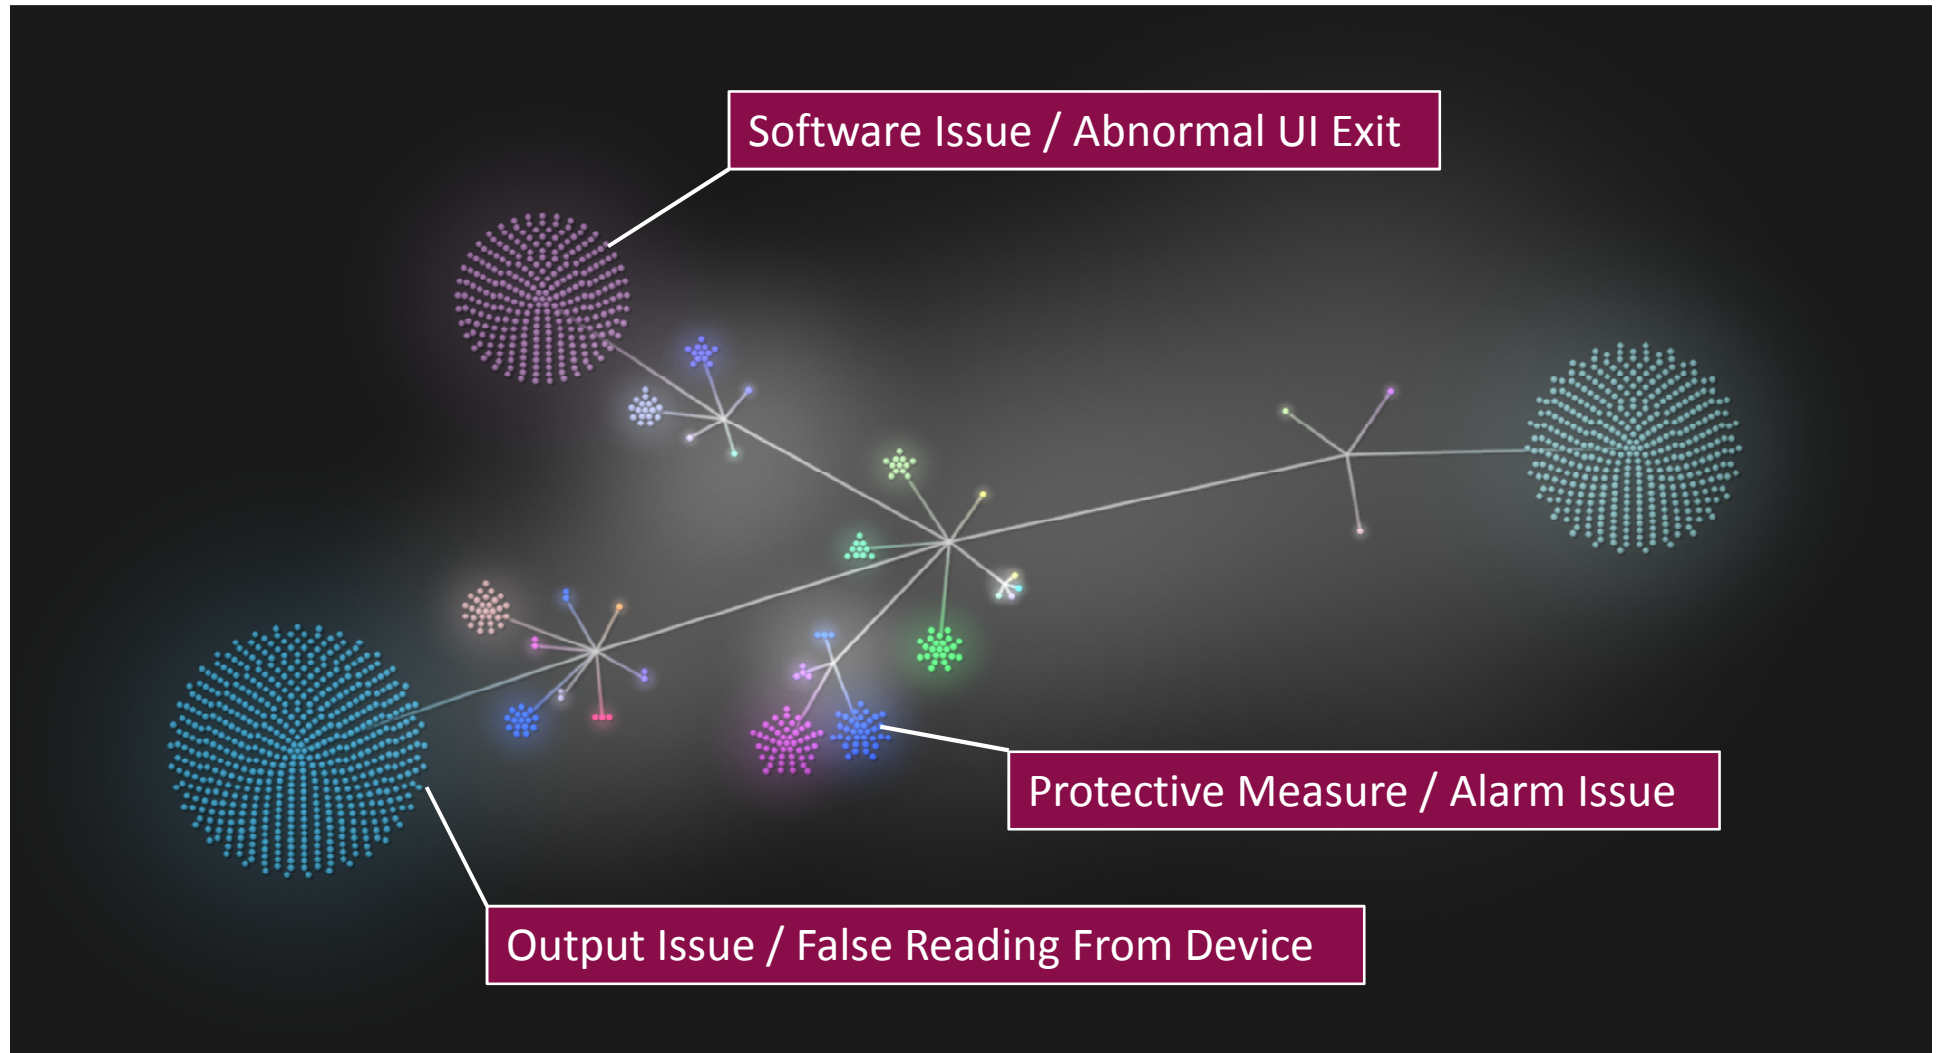 Software Issue / Abnormal UI Exit
Protective Measure / Alarm Issue
Output Issue / False Reading From Device